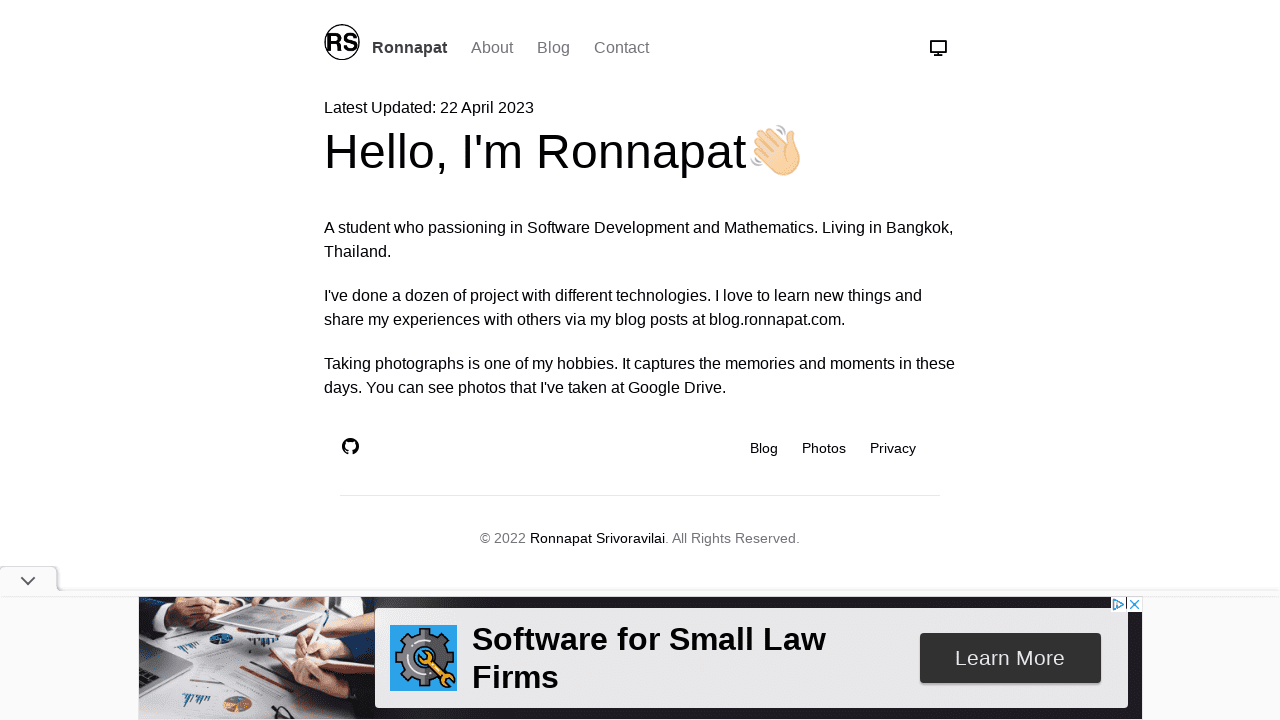 RS
Ronnapat About Blog Contact
Latest Updated: 22 April 2023
Hello, I'm Ronnapat👋🏼
A student who passioning in Software Development and Mathematics. Living in Bangkok,
Thailand.
I've done a dozen of project with different technologies. I love to learn new things and
share my experiences with others via my blog posts at blog.ronnapat.com.
Taking photographs is one of my hobbies. It captures the memories and moments in these
days. You can see photos that I've taken at Google Drive.
Blog Photos Privacy
© 2022 Ronnapat Srivoravilai. All Rights Reserved.
Software for Small Law
Firms
Learn More